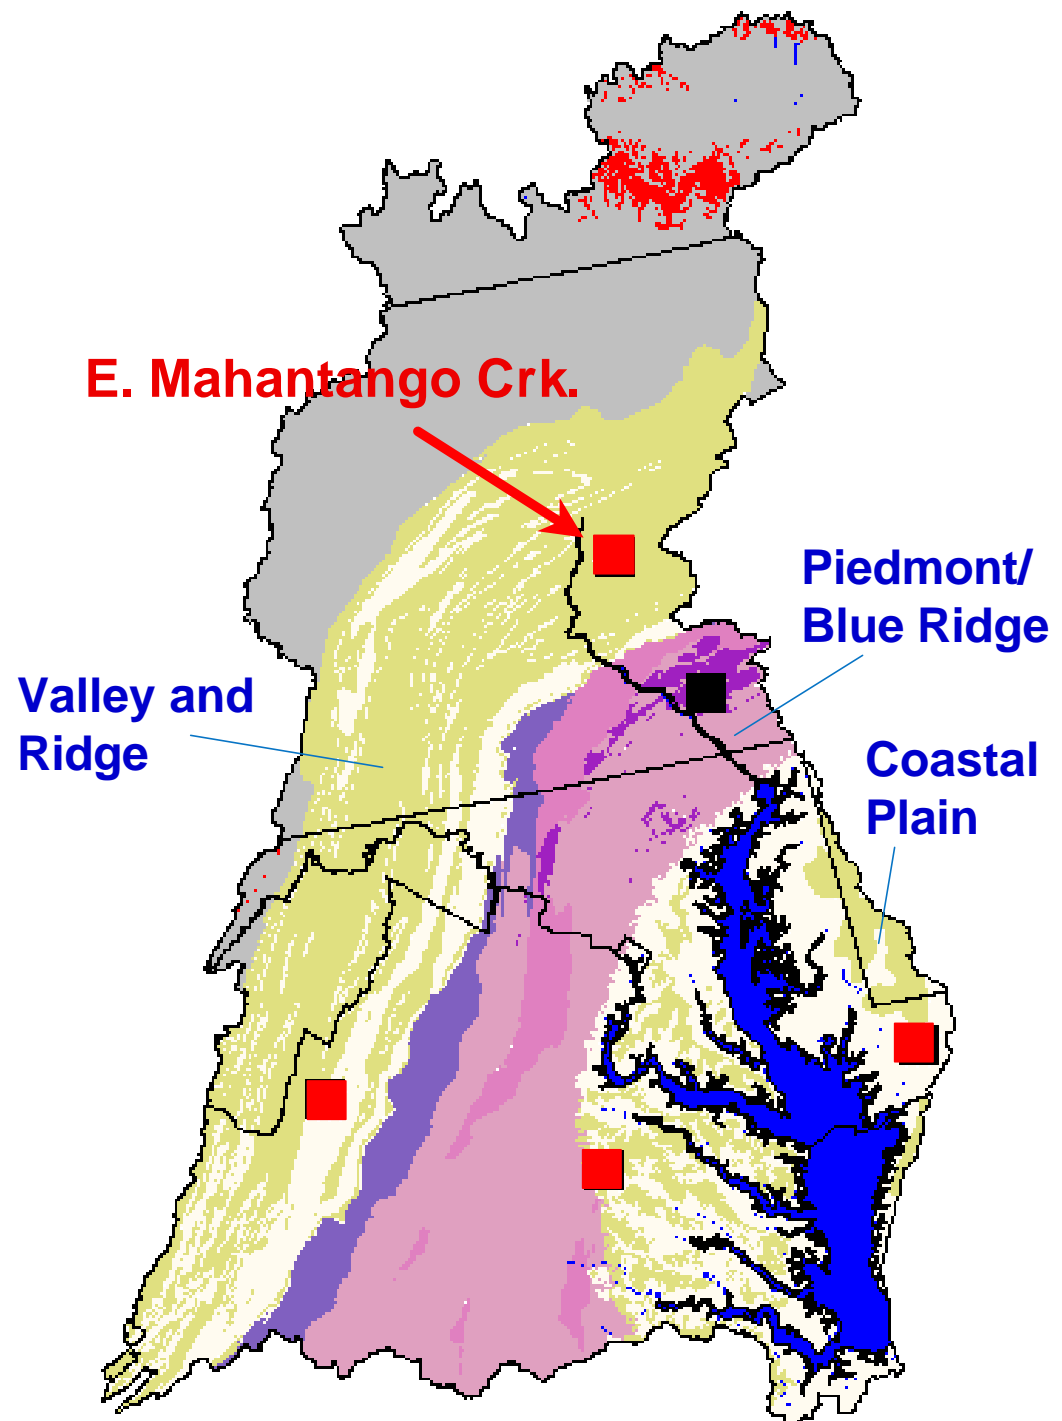 E. Mahantango Crk.
Piedmont/
Blue Ridge
Valley and
Ridge
Coastal
Plain